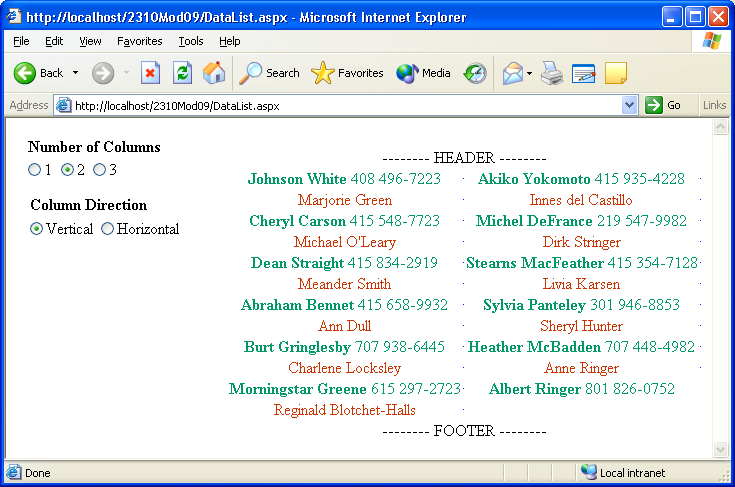 http://localhost/2310Mod09/DataList.aspx - Microsoft Internet Explorer
File Edit View Favorites Tools Help
Back Search Favorites Media
Address http://localhost/2310Mod09/DataList.aspx Go Links
Number of Columns
1 2 3
Column Direction
Vertical Horizontal
-------- HEADER --------
Johnson White 408 496-7223 · Akiko Yokomoto 415 935-4228 ·
Marjorie Green · Innes del Castillo ·
Cheryl Carson 415 548-7723 · Michel DeFrance 219 547-9982 ·
Michael O'Leary · Dirk Stringer ·
Dean Straight 415 834-2919 · Stearns MacFeather 415 354-7128 ·
Meander Smith · Livia Karsen ·
Abraham Bennet 415 658-9932 · Sylvia Panteley 301 946-8853 ·
Ann Dull · Sheryl Hunter ·
Burt Gringlesby 707 938-6445 · Heather McBadden 707 448-4982 ·
Charlene Locksley · Anne Ringer ·
Morningstar Greene 615 297-2723 · Albert Ringer 801 826-0752
Reginald Blotchet-Halls ·
-------- FOOTER --------
Done Local intranet